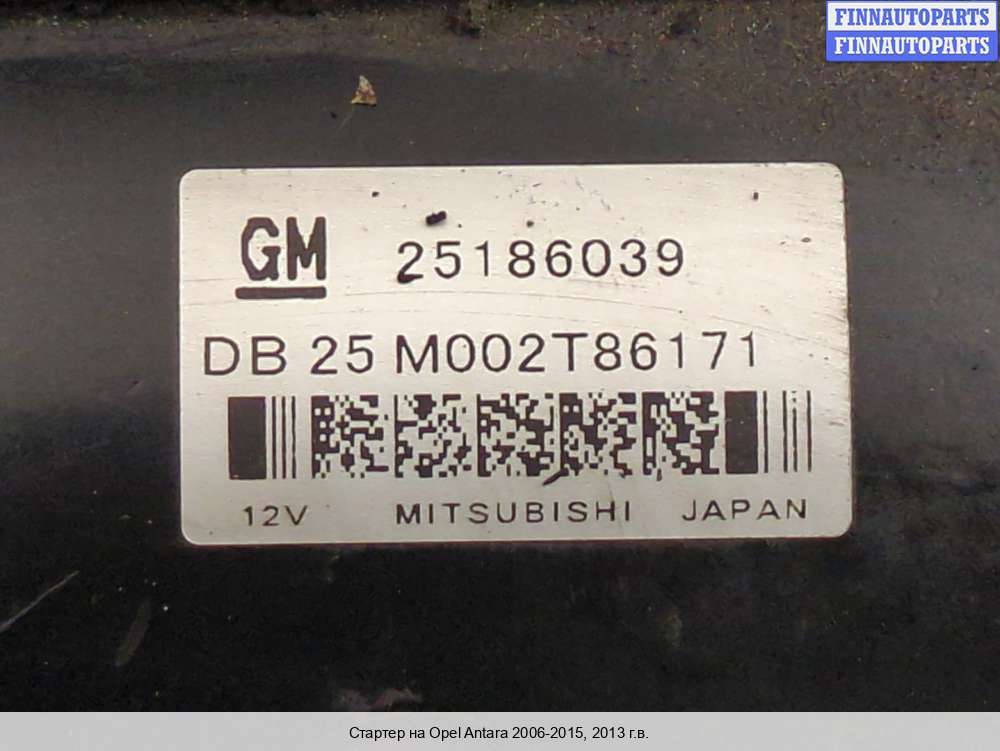 FINNAUTOPARTS
FINNAUTOPARTS
GM 25186039
DB 25 M002T86171
12V MITSUBISHI JAPAN
Стартер на Opel Antara 2006-2015, 2013 г.в.